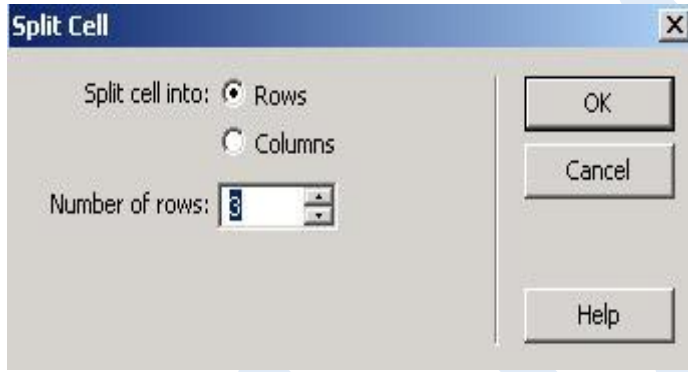 Split Cell
Split cell into: Rows
Columns
Number of rows: 3
OK
Cancel
Help